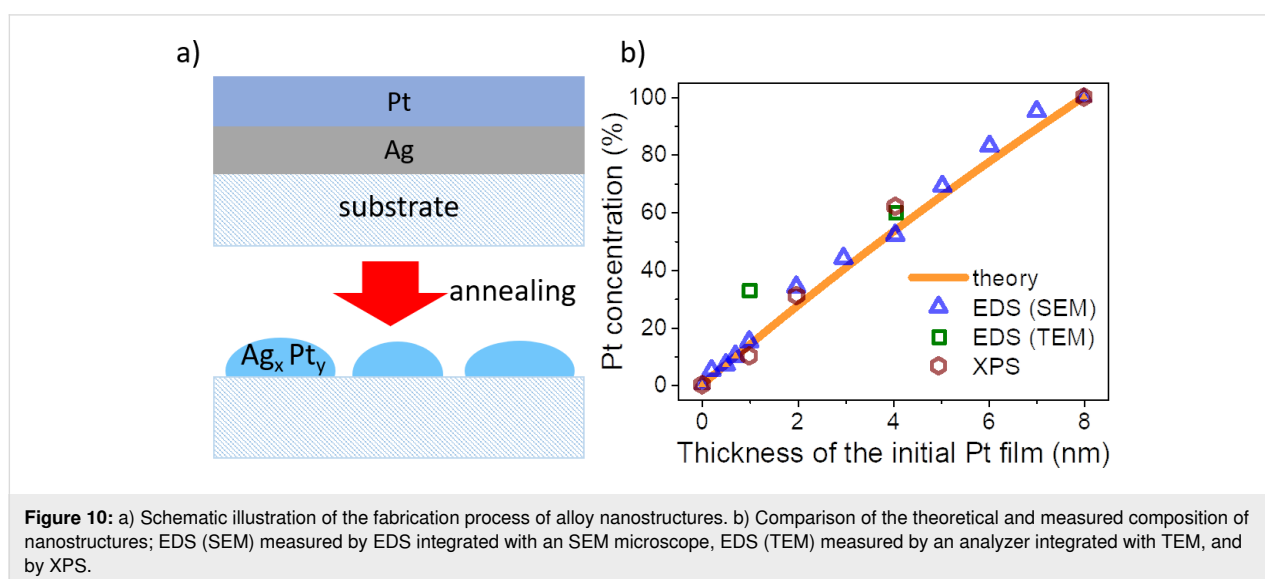 a)
Pt
Ag
substrate
annealing
Agx Pty
b)
Pt concentration (%)
100
80
60
40
20
0
0 2 4 6 8
Thickness of the initial Pt film (nm)
theory
EDS (SEM)
EDS (TEM)
XPS
Figure 10: a) Schematic illustration of the fabrication process of alloy nanostructures. b) Comparison of the theoretical and measured composition of
nanostructures; EDS (SEM) measured by EDS integrated with an SEM microscope, EDS (TEM) measured by an analyzer integrated with TEM, and
by XPS.